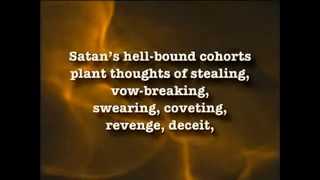 Satan's hell-bound cohorts
plant thoughts of stealing,
vow-breaking,
swearing, coveting,
revenge, deceit,